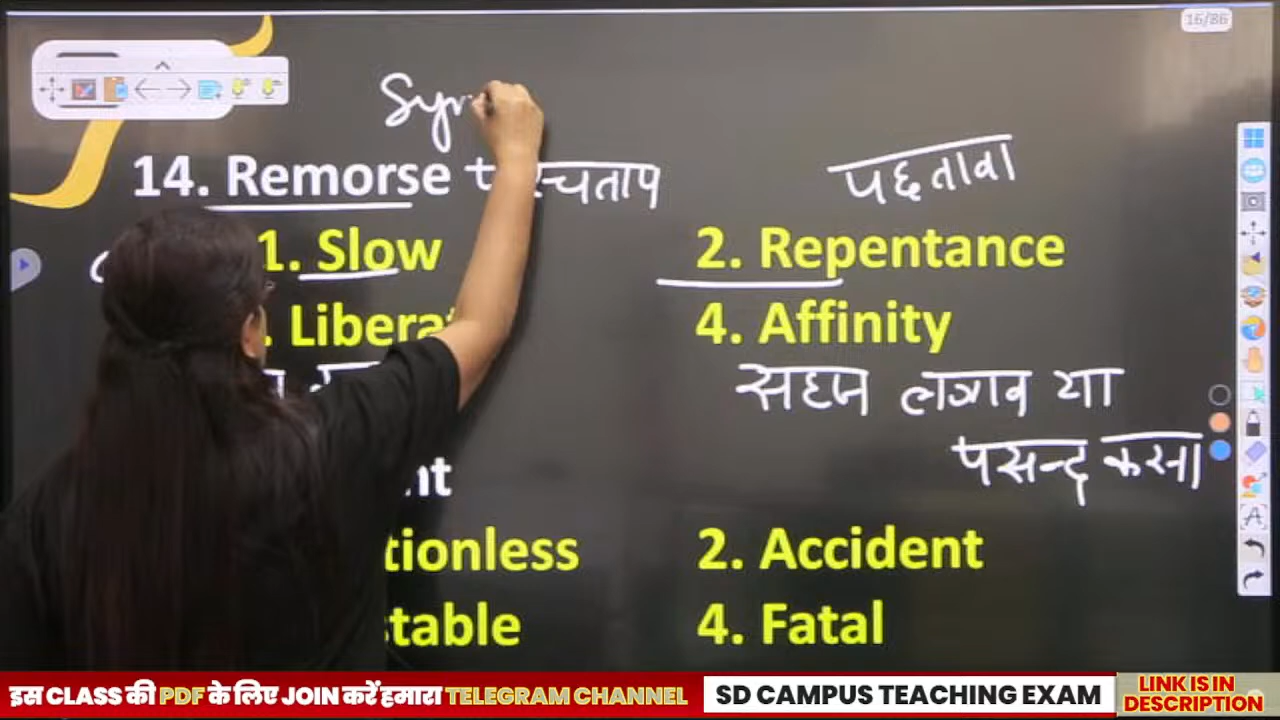 16/86
Syn
14. Remorse पश्चताप पछतावा
1. Slow 2. Repentance
Libera 4. Affinity
सहज लगाव या
पसन्द करना
nt
tionless 2. Accident
stable 4. Fatal
इस CLASS की PDF के लिए JOIN करें हमारा TELEGRAM CHANNEL SD CAMPUS TEACHING EXAM LINK IS IN DESCRIPTION